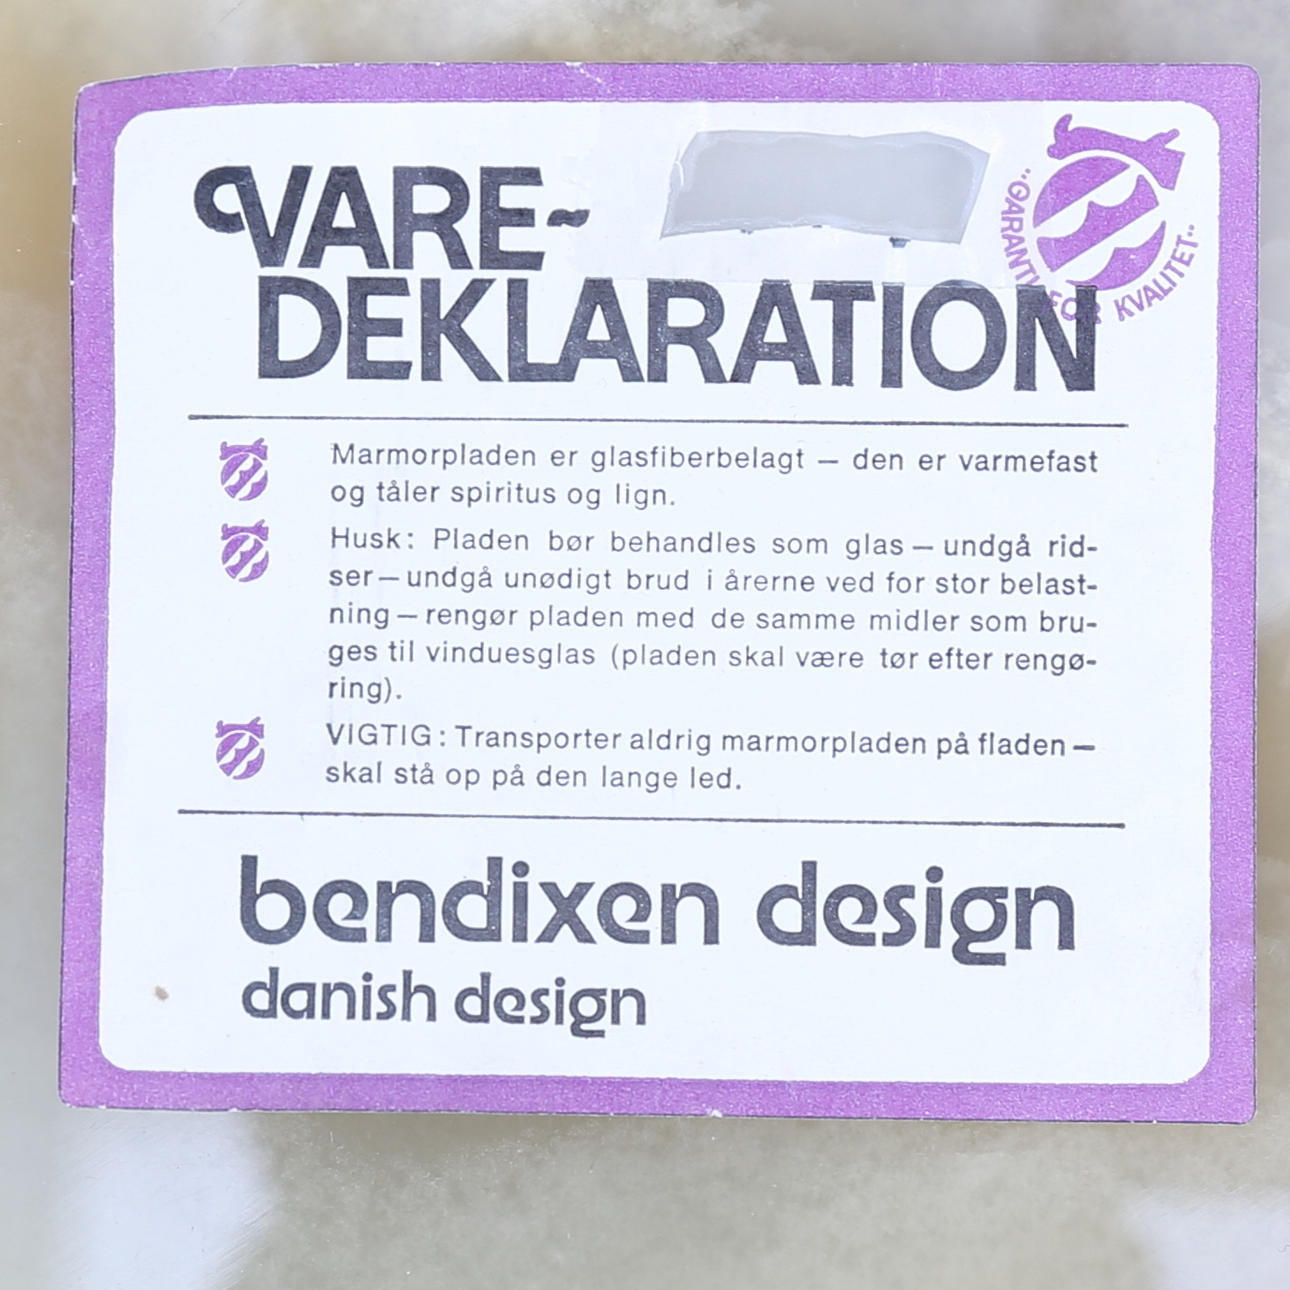 VARE-
DEKLARATION
"GARANTI FOR KVALITET"
Marmorpladen er glasfiberbelagt – den er varmefast
og tåler spiritus og lign.
Husk: Pladen bør behandles som glas – undgå rid-
ser – undgå unødigt brud i årerne ved for stor belast-
ning – rengør pladen med de samme midler som bru-
ges til vinduesglas (pladen skal være tør efter rengø-
ring).
VIGTIG: Transporter aldrig marmorpladen på fladen –
skal stå op på den lange led.
bendixen design
danish design